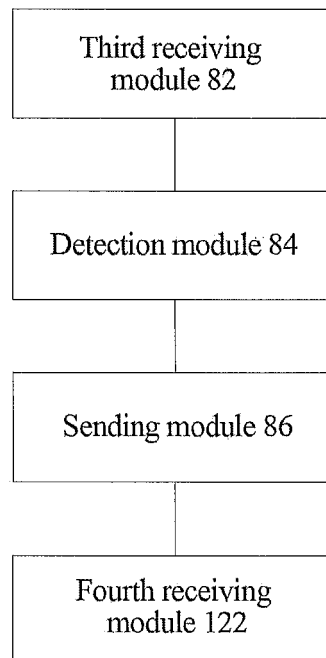 Third receiving
module 82
Detection module 84
Sending module 86
Fourth receiving
module 122